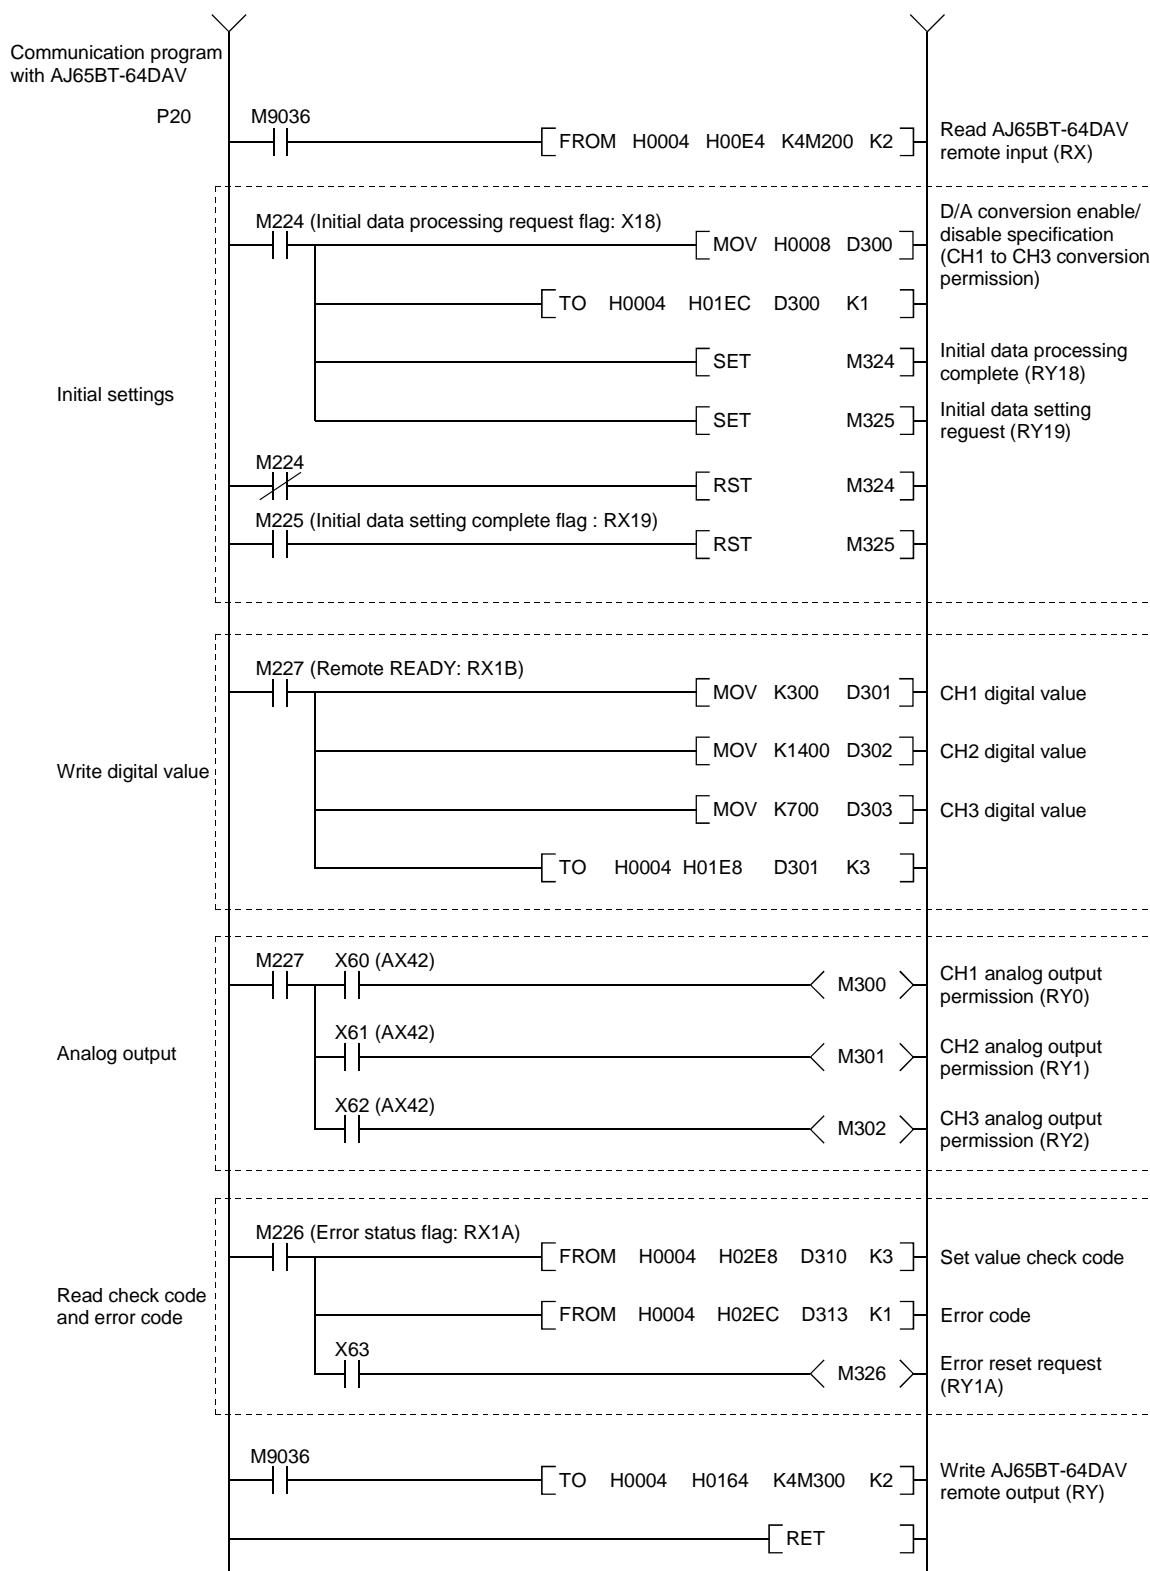 Communication program
with AJ65BT-64DAV
P20
M9036
FROM H0004 H00E4 K4M200 K2
Read AJ65BT-64DAV
remote input (RX)
Initial settings
M224 (Initial data processing request flag: X18)
MOV H0008 D300
D/A conversion enable/
disable specification
(CH1 to CH3 conversion
permission)
TO H0004 H01EC D300 K1
SET M324
Initial data processing
complete (RY18)
SET M325
Initial data setting
reguest (RY19)
M224
RST M324
M225 (Initial data setting complete flag : RX19)
RST M325
Write digital value
M227 (Remote READY: RX1B)
MOV K300 D301
CH1 digital value
MOV K1400 D302
CH2 digital value
MOV K700 D303
CH3 digital value
TO H0004 H01E8 D301 K3
Analog output
M227 X60 (AX42)
M300
CH1 analog output
permission (RY0)
X61 (AX42)
M301
CH2 analog output
permission (RY1)
X62 (AX42)
M302
CH3 analog output
permission (RY2)
Read check code
and error code
M226 (Error status flag: RX1A)
FROM H0004 H02E8 D310 K3
Set value check code
FROM H0004 H02EC D313 K1
Error code
X63
M326
Error reset request
(RY1A)
M9036
TO H0004 H0164 K4M300 K2
Write AJ65BT-64DAV
remote output (RY)
RET